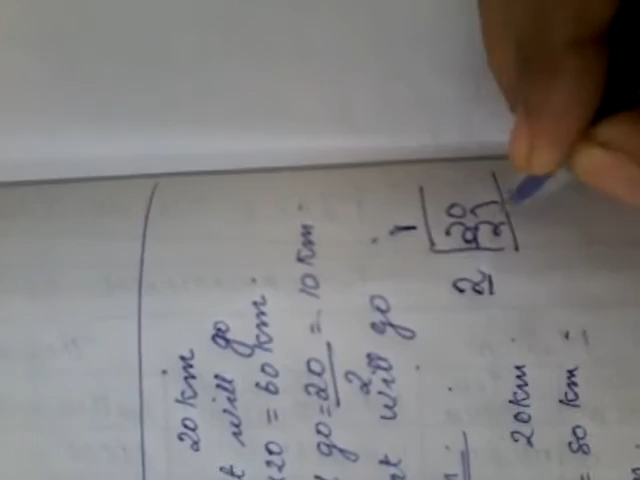 20 km
will go
20 = 60 km.
go = 20/2 = 10 km
will go
1
2 20
2
20 km
= 80 km